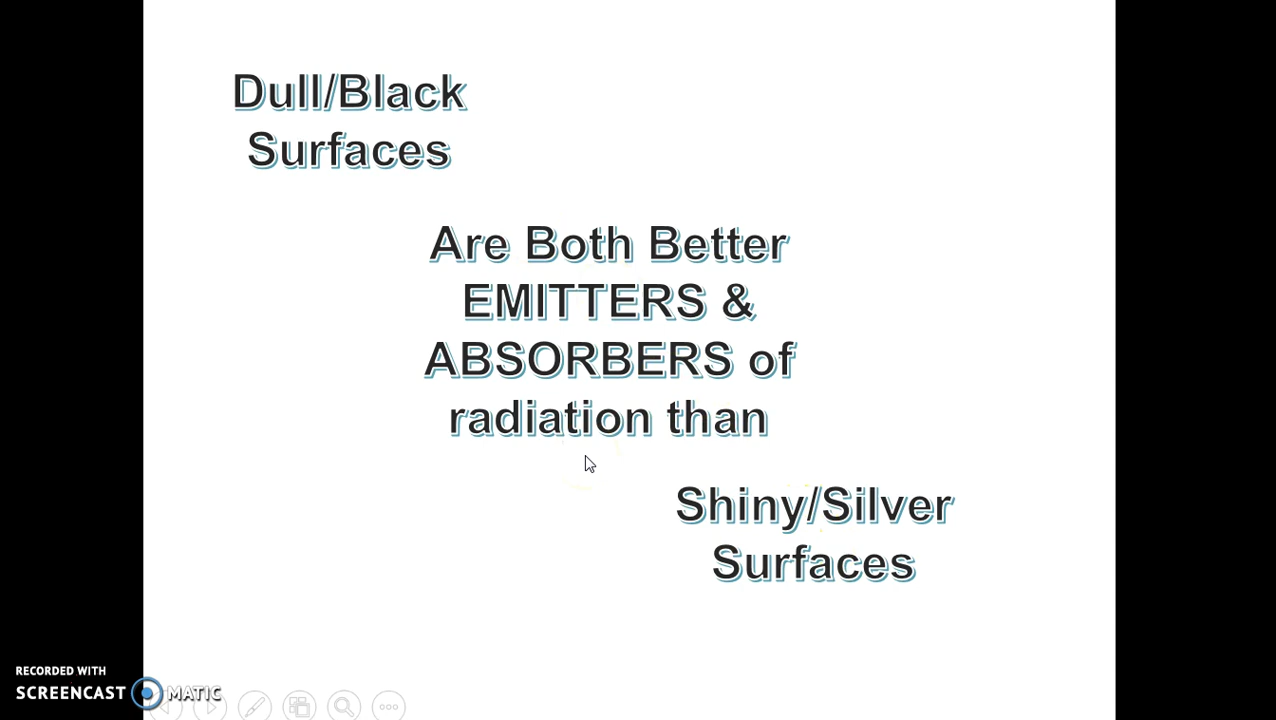 Dull/Black
Surfaces
Are Both Better
EMITTERS &
ABSORBERS of
radiation than
Shiny/Silver
Surfaces
RECORDED WITH
SCREENCAST MATIC